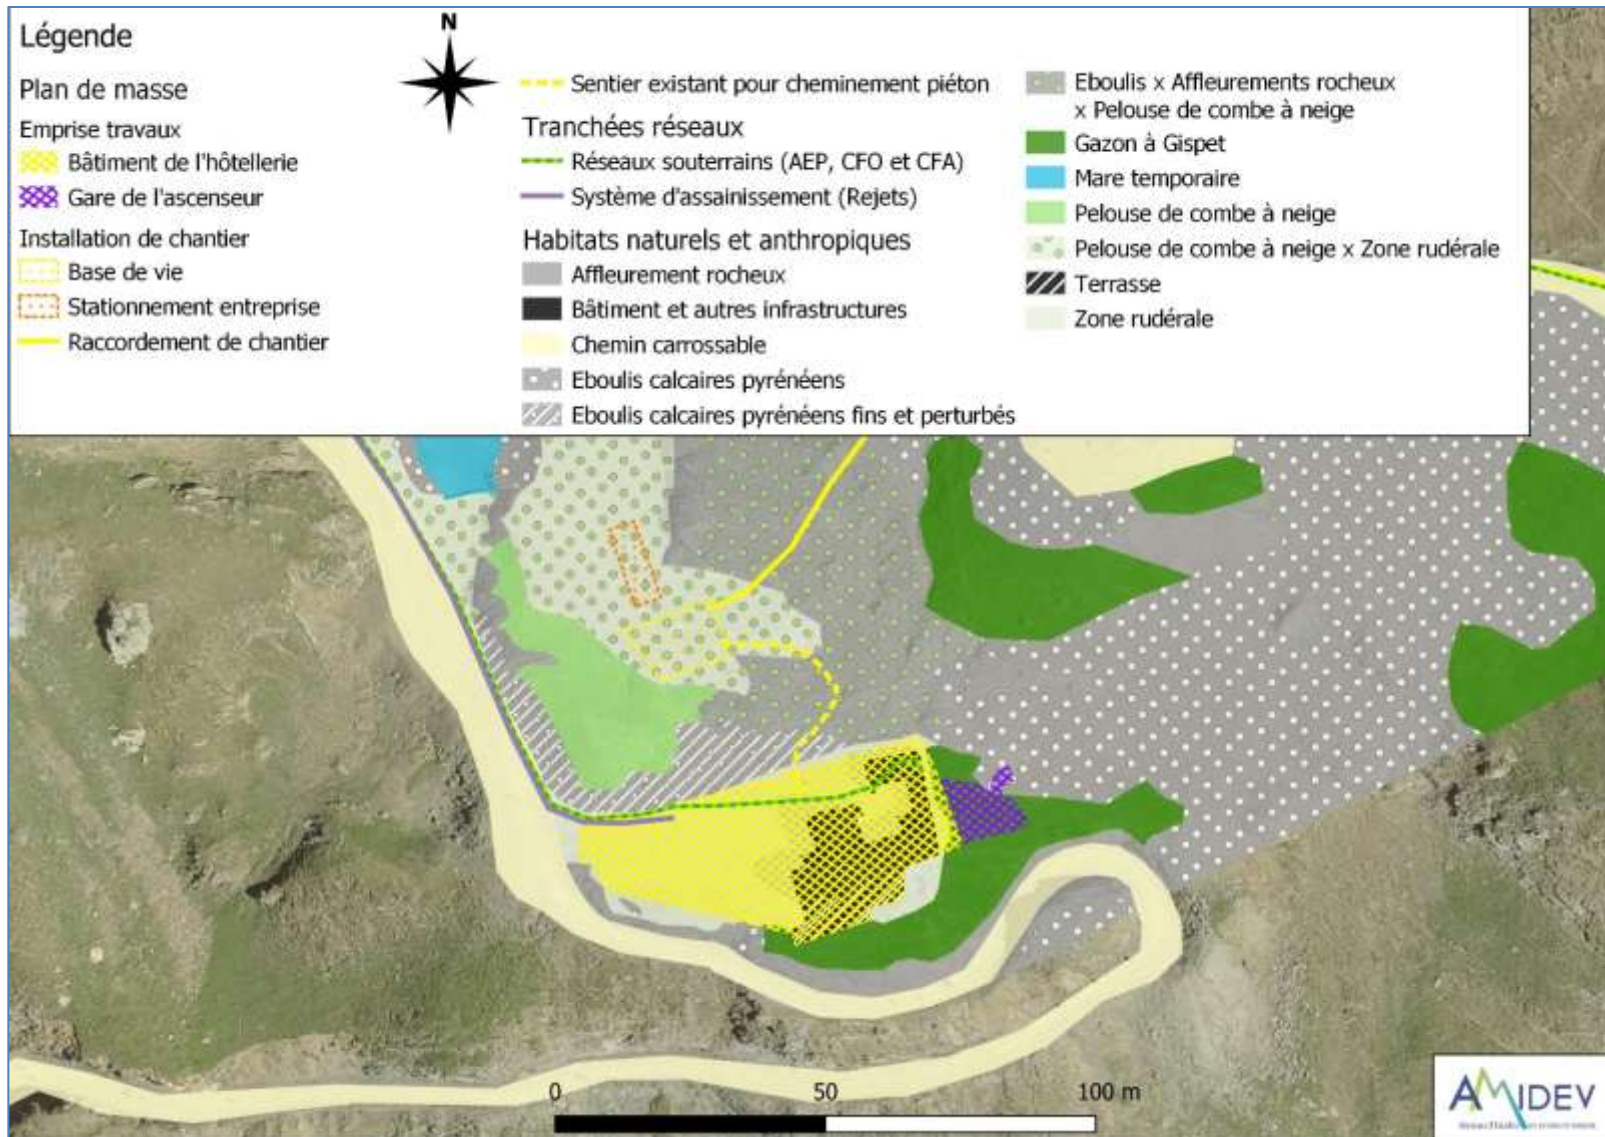 Légende
Plan de masse
Emprise travaux
Bâtiment de l'hôtellerie
Gare de l'ascenseur
Installation de chantier
Base de vie
Stationnement entreprise
Raccordement de chantier
N
Sentier existant pour cheminement piéton
Tranchées réseaux
Réseaux souterrains (AEP, CFO et CFA)
Système d'assainissement (Rejets)
Habitats naturels et anthropiques
Affleurement rocheux
Bâtiment et autres infrastructures
Chemin carrossable
Eboulis calcaires pyrénéens
Eboulis calcaires pyrénéens fins et perturbés
Eboulis x Affleurements rocheux
x Pelouse de combe à neige
Gazon à Gispet
Mare temporaire
Pelouse de combe à neige
Pelouse de combe à neige x Zone rudérale
Terrasse
Zone rudérale
0 50 100 m
AMIDEV